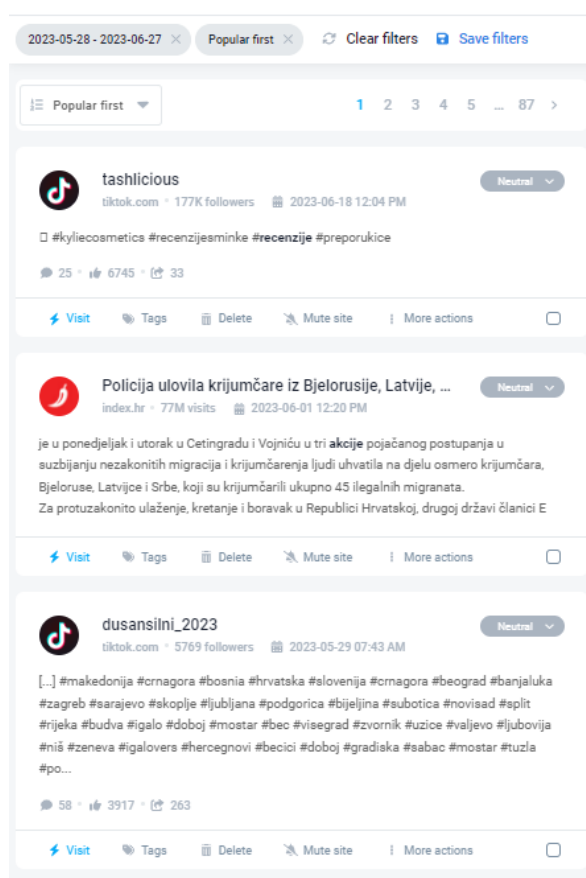 2023-05-28 - 2023-06-27 × Popular first × Clear filters Save filters
Popular first 1 2 3 4 5 ... 87 >
tashlicious Neutral
tiktok.com 177K followers 2023-06-18 12:04 PM
#kyliecosmetics #recenzijesminke #recenzije #preporukice
25 6745 33
Visit Tags Delete Mute site More actions
Policija ulovila krijumčare iz Bjelorusije, Latvije, ... Neutral
index.hr 77M visits 2023-06-01 12:20 PM
je u ponedjeljak i utorak u Cetingradu i Vojniću u tri akcije pojačanog postupanja u
suzbijanju nezakonitih migracija i krijumčarenja ljudi uhvatila na djelu osmero krijumčara,
Bjeloruse, Latvijce i Srbe, koji su krijumčarili ukupno 45 ilegalnih migranata.
Za protuzakonito ulaženje, kretanje i boravak u Republici Hrvatskoj, drugoj državi članici E
Visit Tags Delete Mute site More actions
dusansilni_2023 Neutral
tiktok.com 5769 followers 2023-05-29 07:43 AM
[...] #makedonija #crnagora #bosnia #hrvatska #slovenija #crnagora #beograd #banjaluka
#zagreb #sarajevo #skoplje #ljubljana #podgorica #bijeljina #subotica #novisad #split
#rijeka #budva #igalo #doboj #mostar #bec #visegrad #zvornik #uzice #valjevo #ljubovija
#niš #zeneva #igalovers #hercegnovi #becici #doboj #gradiska #sabac #mostar #tuzla
#po...
58 3917 263
Visit Tags Delete Mute site More actions